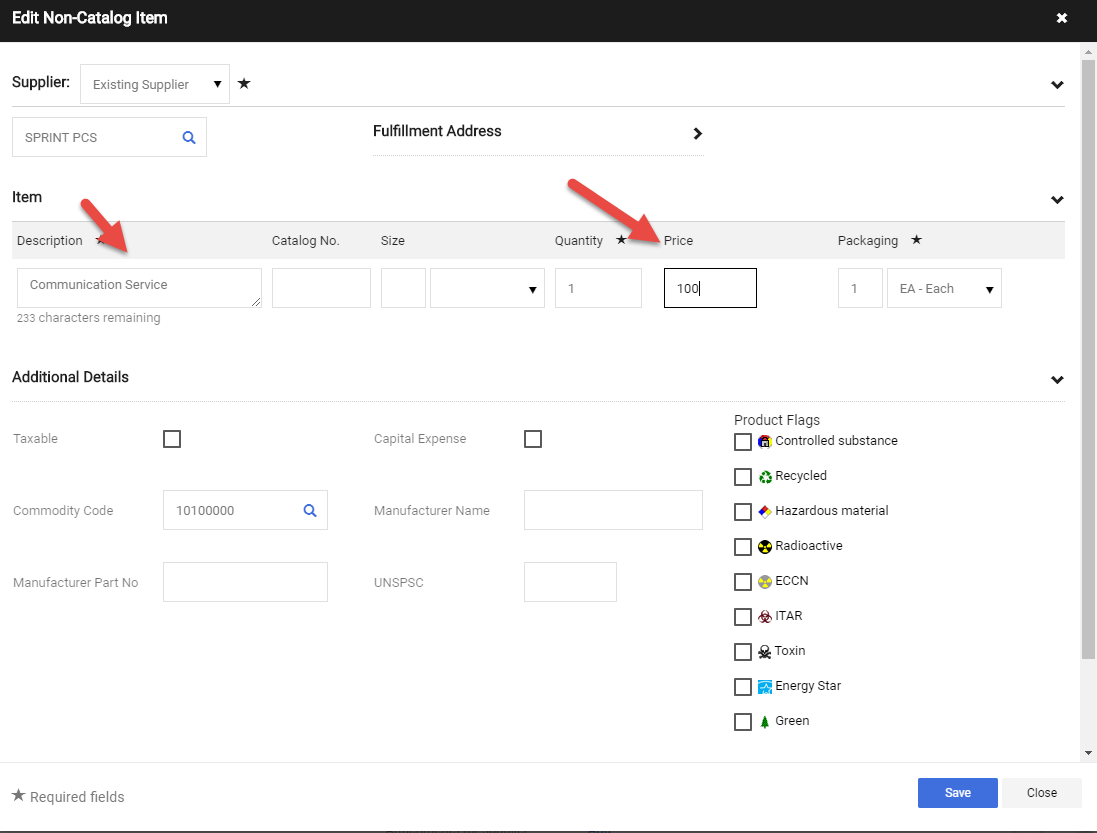 Edit Non-Catalog Item
Supplier: Existing Supplier
SPRINT PCS
Fulfillment Address
Item
Description Catalog No. Size Quantity Price Packaging
Communication Service 1 100 1 EA - Each
233 characters remaining
Additional Details
Taxable Capital Expense
Commodity Code 10100000 Manufacturer Name
Manufacturer Part No UNSPSC
Product Flags
Controlled substance
Recycled
Hazardous material
Radioactive
ECCN
ITAR
Toxin
Energy Star
Green
Required fields
Save Close